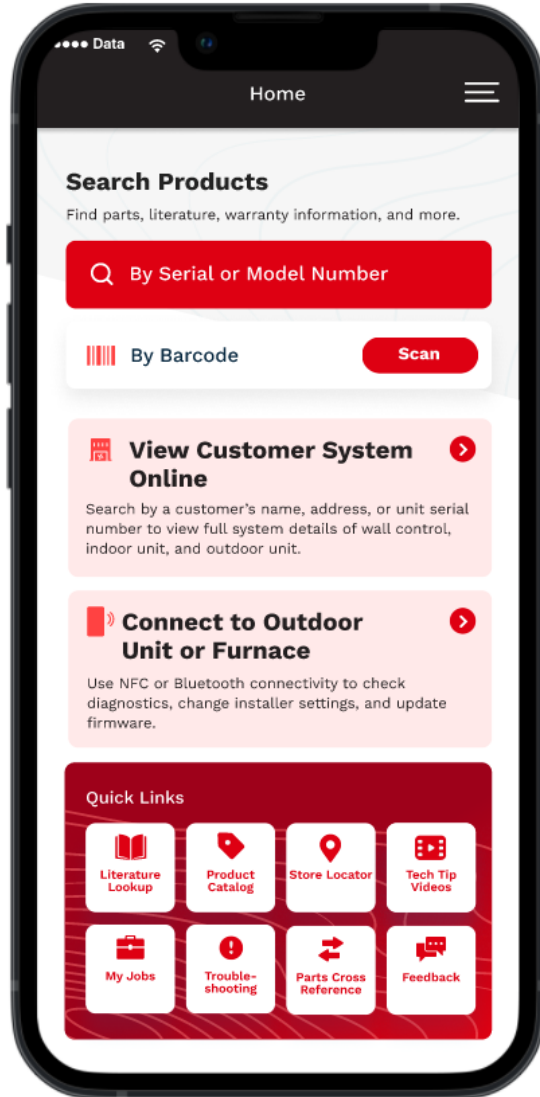 Data
Home
Search Products
Find parts, literature, warranty information, and more.
By Serial or Model Number
By Barcode
Scan
View Customer System
Online
Search by a customer’s name, address, or unit serial
number to view full system details of wall control,
indoor unit, and outdoor unit.
Connect to Outdoor
Unit or Furnace
Use NFC or Bluetooth connectivity to check
diagnostics, change installer settings, and update
firmware.
Quick Links
Literature
Lookup
Product
Catalog
Store Locator
Tech Tip
Videos
My Jobs
Trouble-
shooting
Parts Cross
Reference
Feedback